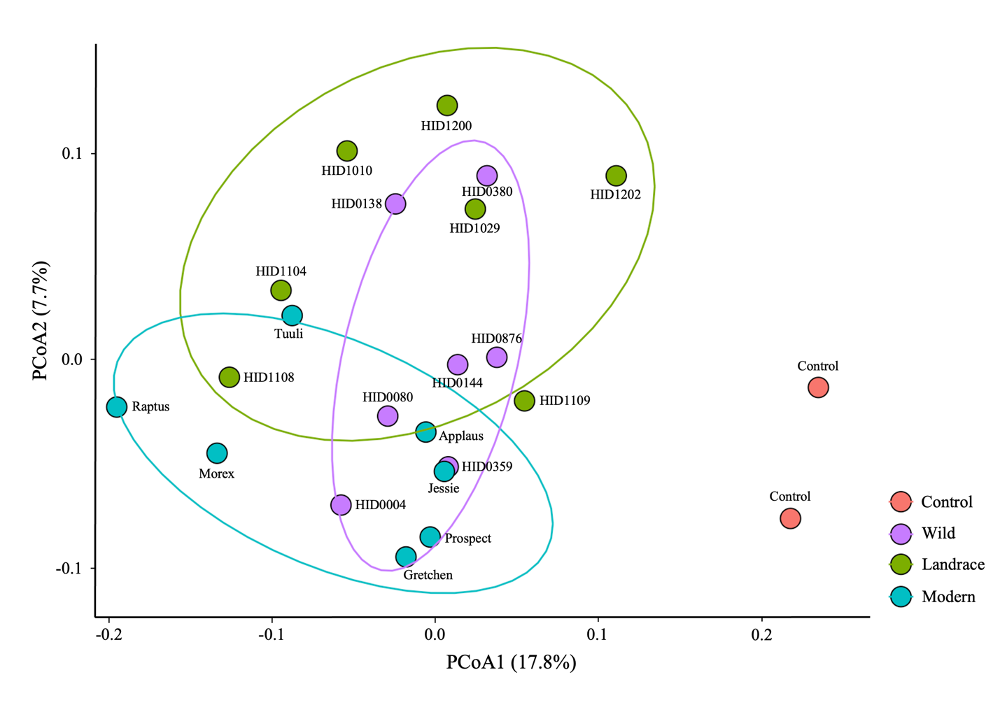 HID1200
0.1
HID1010
HID0380
HID1202
HID0138
HID1029
HID1104
PCoA2 (7.7%)
Tuuli
HID0876
0.0
Control
HID1108
HID0144
HID0080
HID1109
Raptus
Applaus
Morex
HID0359
Jessie
HID0004
Control
Control
Prospect
Wild
-0.1
Gretchen
Landrace
Modern
-0.2
-0.1
0.0
0.1
0.2
PCoA1 (17.8%)